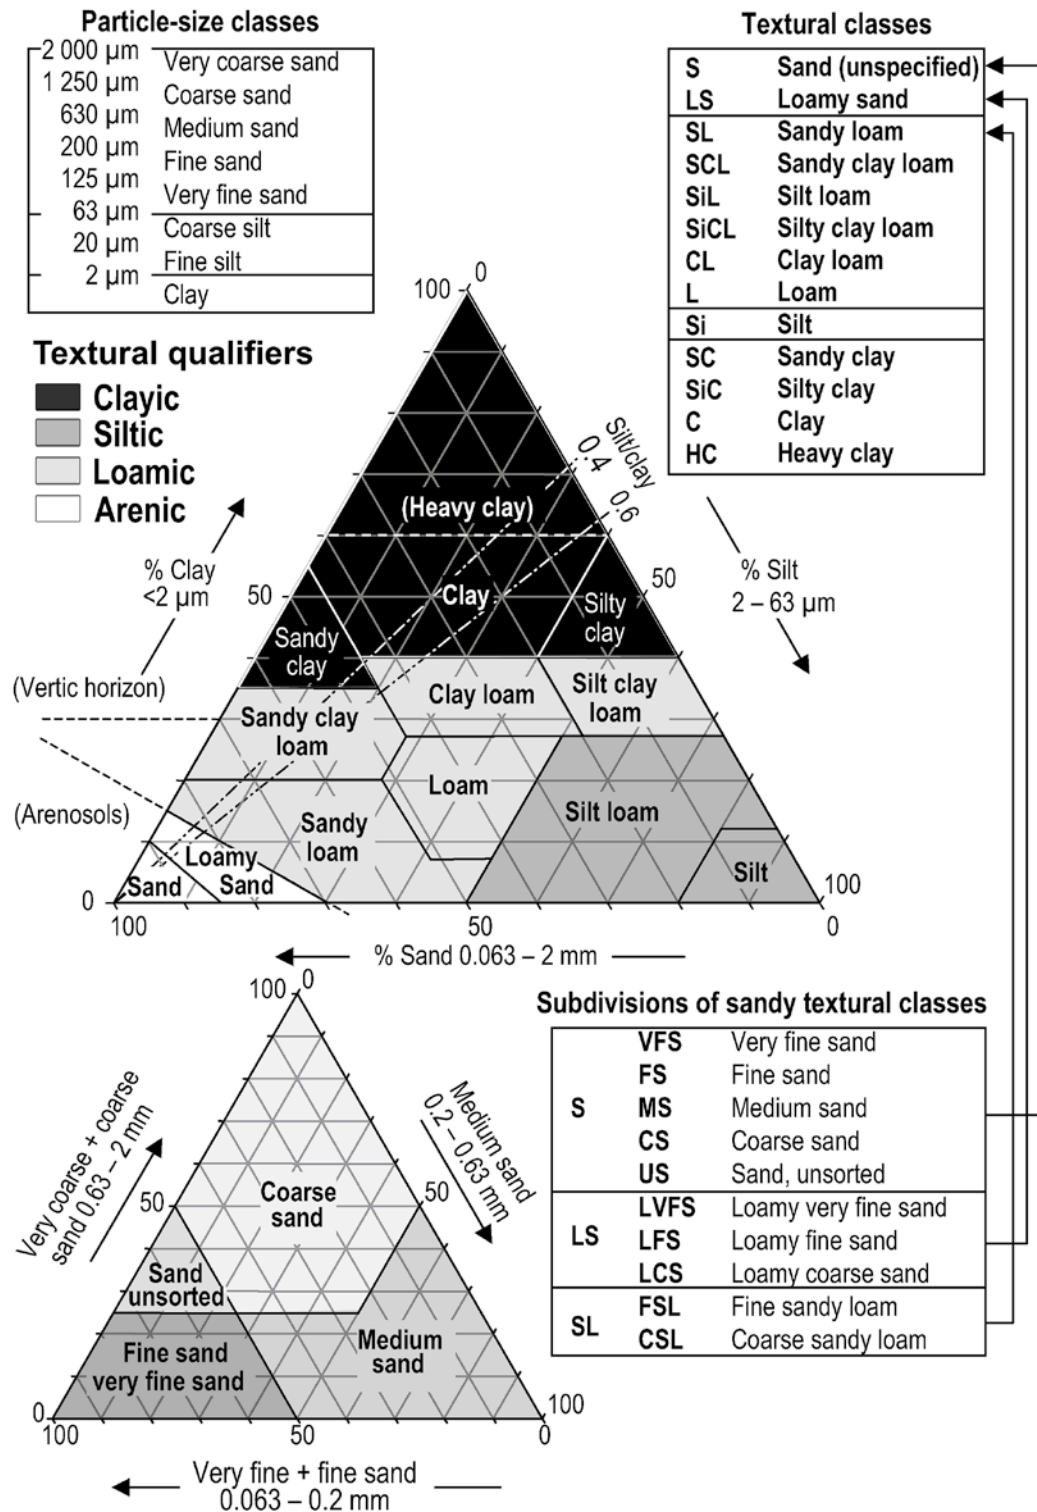 Particle-size classes
2 000 µm
Very coarse sand
1 250 µm
Coarse sand
630 µm
Medium sand
200 µm
Fine sand
125 µm
Very fine sand
63 µm
Coarse silt
20 µm
Fine silt
2 µm
Clay
Textural classes
S Sand (unspecified)
LS Loamy sand
SL Sandy loam
SCL Sandy clay loam
SiL Silt loam
SiCL Silty clay loam
CL Clay loam
L Loam
Si Silt
SC Sandy clay
SiC Silty clay
C Clay
HC Heavy clay
Textural qualifiers
Clayic
Siltic
Loamic
Arenic
100
0
Silt/clay
0.4
0.6
(Heavy clay)
% Clay
<2 µm
50
Clay
50
% Silt
2 – 63 µm
Sandy
clay
Silty
clay
(Vertic horizon)
Sandy clay
loam
Clay loam
Silt clay
loam
Loam
(Arenosols)
Sandy
loam
Silt loam
Loamy
Sand
Sand
Silt
0
100
100
50
0
% Sand 0.063 – 2 mm
100
0
Very coarse + coarse
sand 0.63 – 2 mm
Medium sand
0.2 – 0.63 mm
50
50
Coarse
sand
Sand
unsorted
Fine sand
very fine sand
Medium
sand
0
100
100
50
0
Very fine + fine sand
0.063 – 0.2 mm
Subdivisions of sandy textural classes
S
VFS Very fine sand
FS Fine sand
MS Medium sand
CS Coarse sand
US Sand, unsorted
LS
LVFS Loamy very fine sand
LFS Loamy fine sand
LCS Loamy coarse sand
SL
FSL Fine sandy loam
CSL Coarse sandy loam